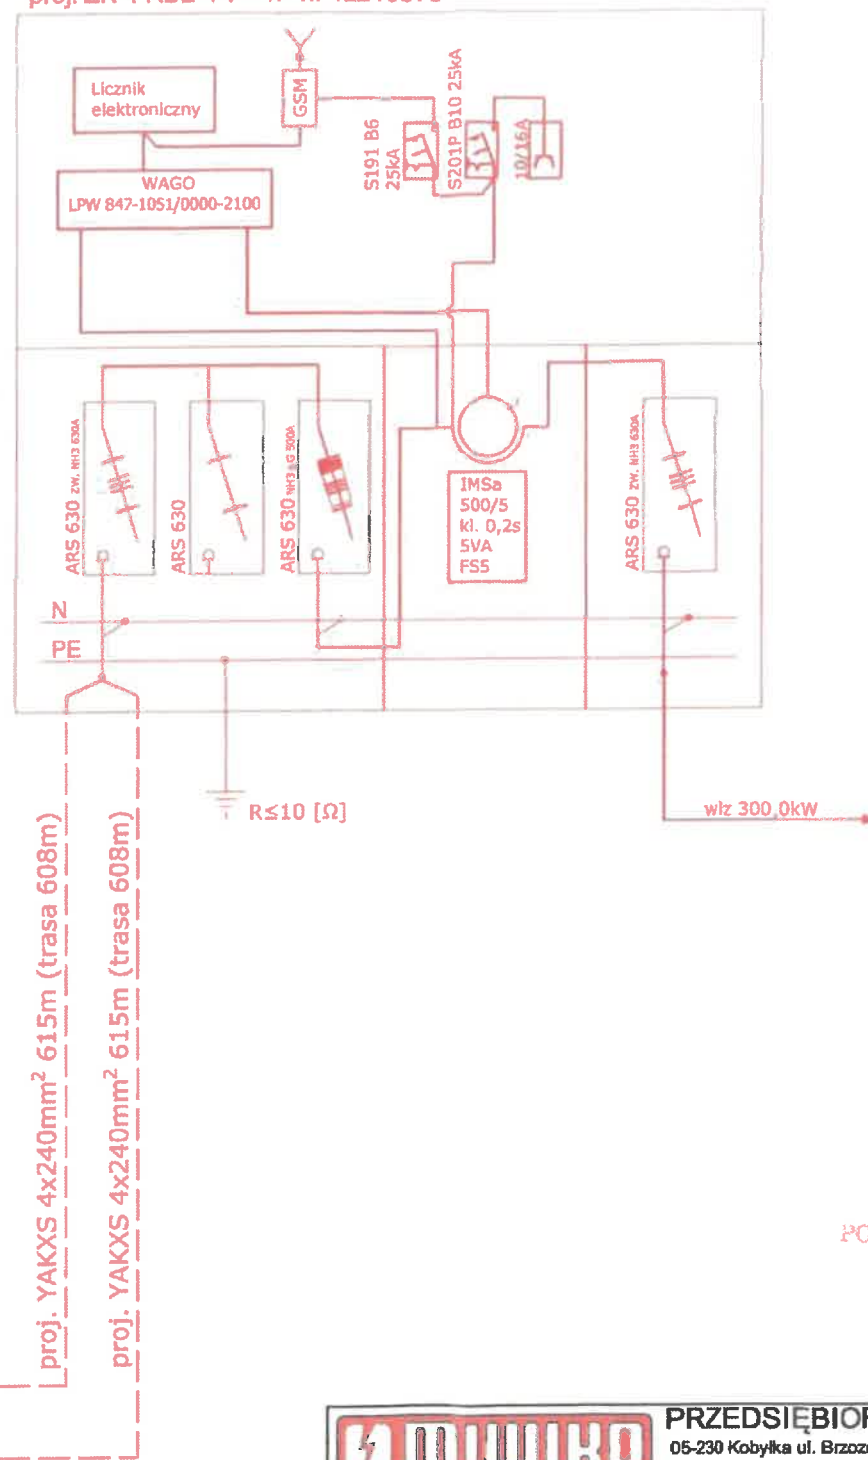 Licznik
elektroniczny
GSM
WAGO
LPW 847-1051/0000-2100
S191 B6
25kA
S201P B10 25kA
10/16A
ARS 630 ZW. NH3 630A
ARS 630
ARS 630 NH3 gG 500A
IMSa
500/5
kl. 0,2s
5VA
FS5
ARS 630 ZW. NH3 630A
N
PE
R≤10 [Ω]
wlz 300,0kW
proj. YAKXS 4x240mm² 615m (trasa 608m)
proj. YAKXS 4x240mm² 615m (trasa 608m)
05-230 Kobyłka ul.